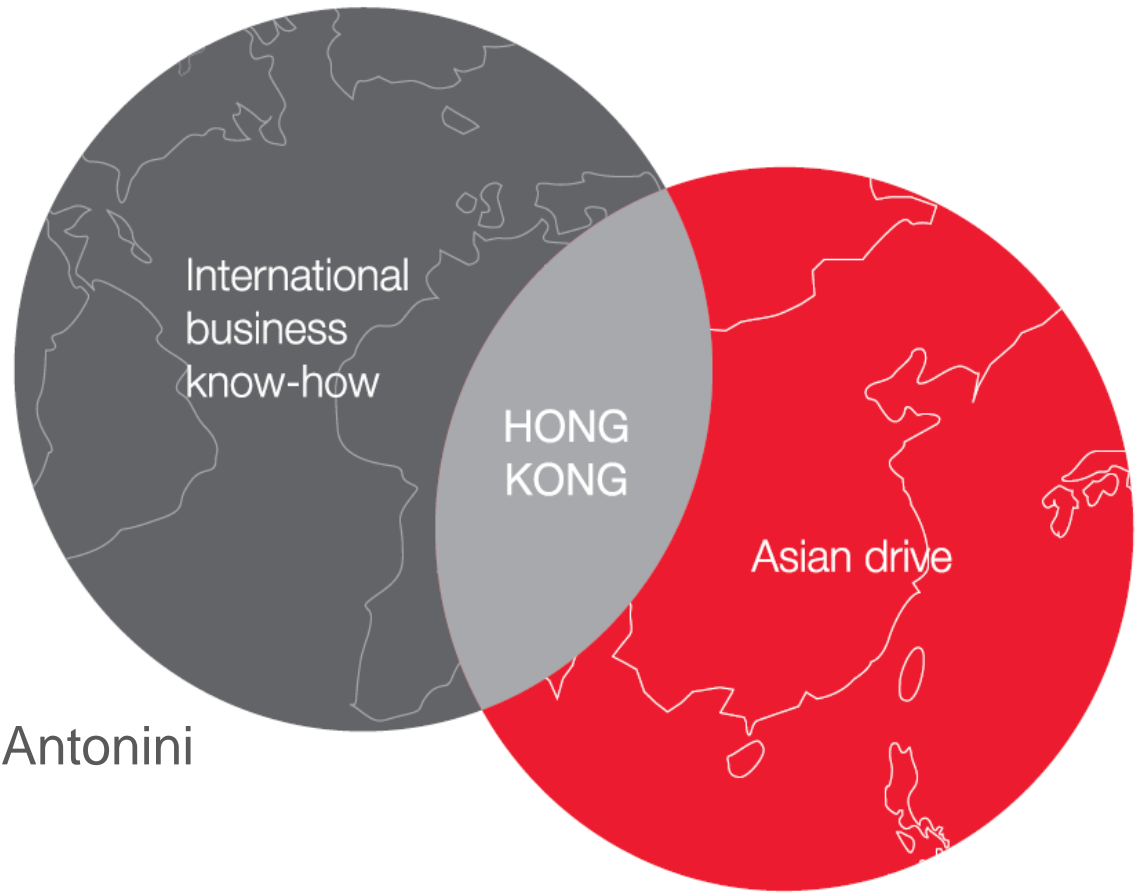 International
business
know-how
HONG
KONG
Asian drive
Antonini